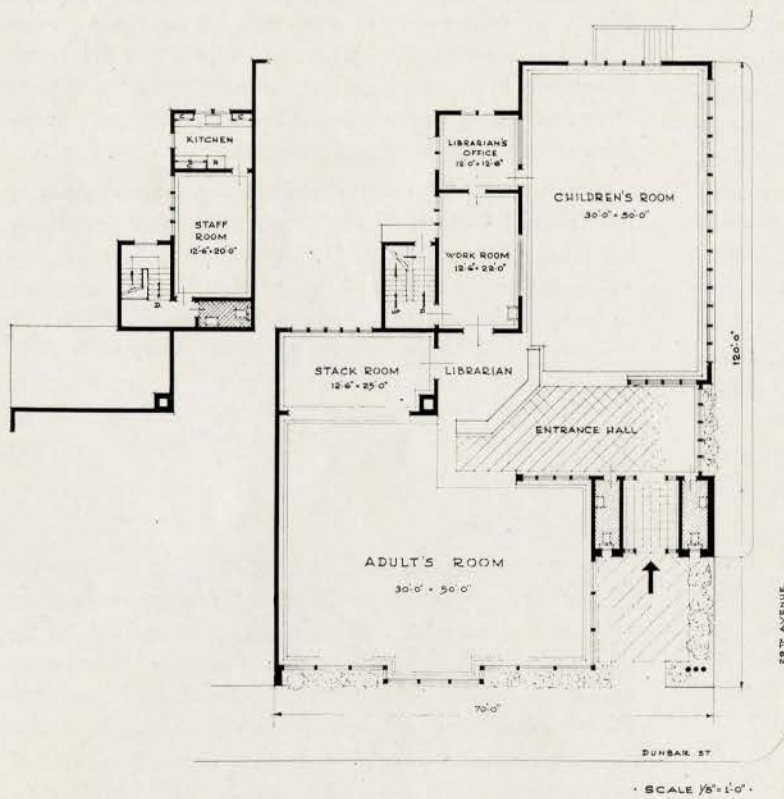 KITCHEN
C
C
S
R
STAFF
ROOM
12'-6" × 20'-0"
D
LIBRARIAN'S
OFFICE
12'-0" × 12'-6"
WORK ROOM
12'-6" × 22'-0"
D
CHILDREN'S ROOM
30'-0" × 50'-0"
STACK ROOM
12'-6" × 25'-0"
LIBRARIAN
ENTRANCE HALL
ADULT'S ROOM
30'-0" × 50'-0"
120'-0"
70'-0"
AVENUE
DUNBAR ST
• SCALE 1/8" = 1'-0" •